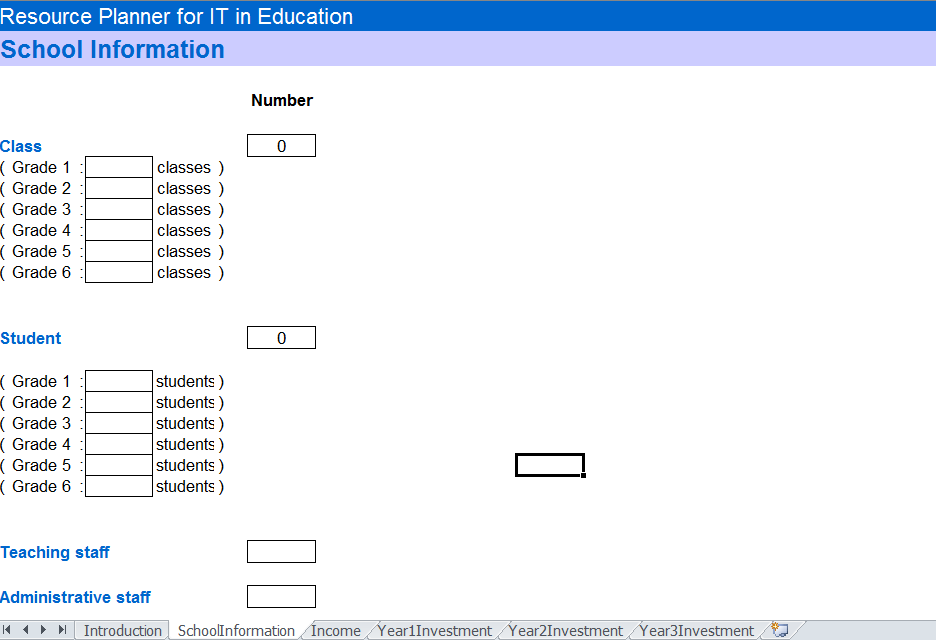 Resource Planner for IT in Education
School Information
Number
Class 0
( Grade 1 : classes )
( Grade 2 : classes )
( Grade 3 : classes )
( Grade 4 : classes )
( Grade 5 : classes )
( Grade 6 : classes )
Student 0
( Grade 1 : students )
( Grade 2 : students )
( Grade 3 : students )
( Grade 4 : students )
( Grade 5 : students )
( Grade 6 : students )
Teaching staff
Administrative staff
Introduction SchoolInformation Income Year1Investment Year2Investment Year3Investment